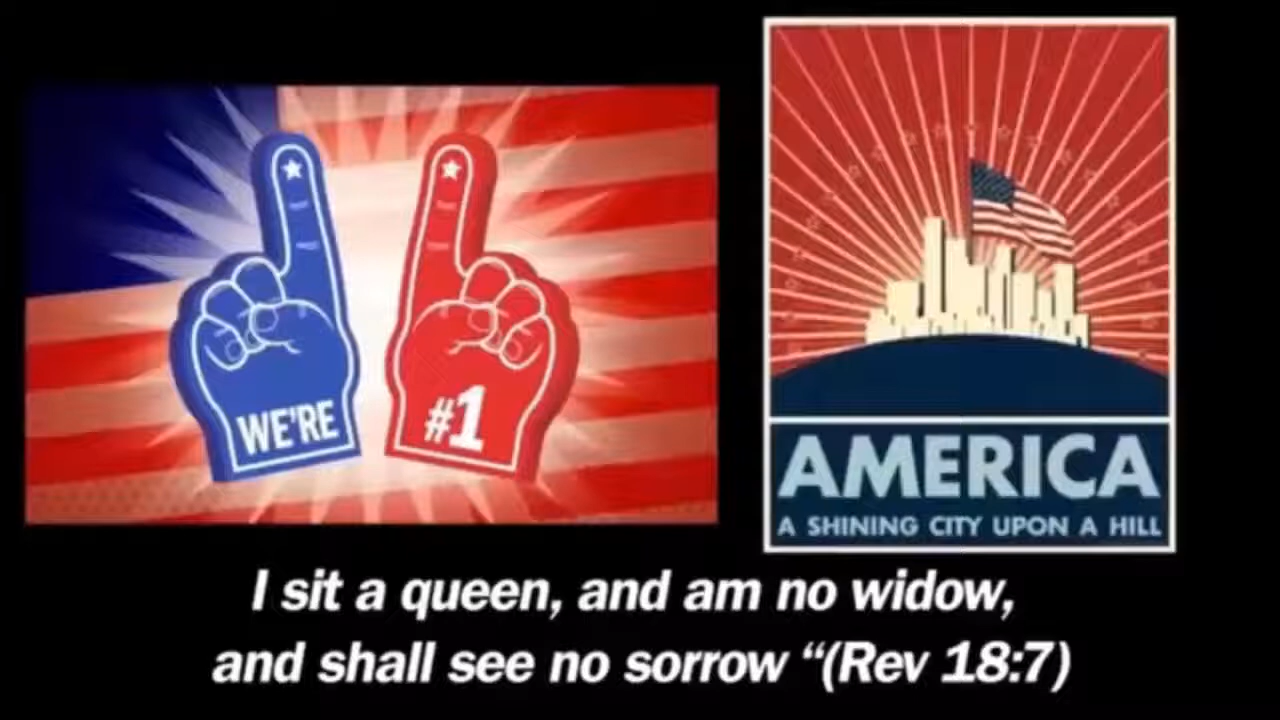 WE'RE
#1
AMERICA
A SHINING CITY UPON A HILL
I sit a queen, and am no widow,
and shall see no sorrow “(Rev 18:7)